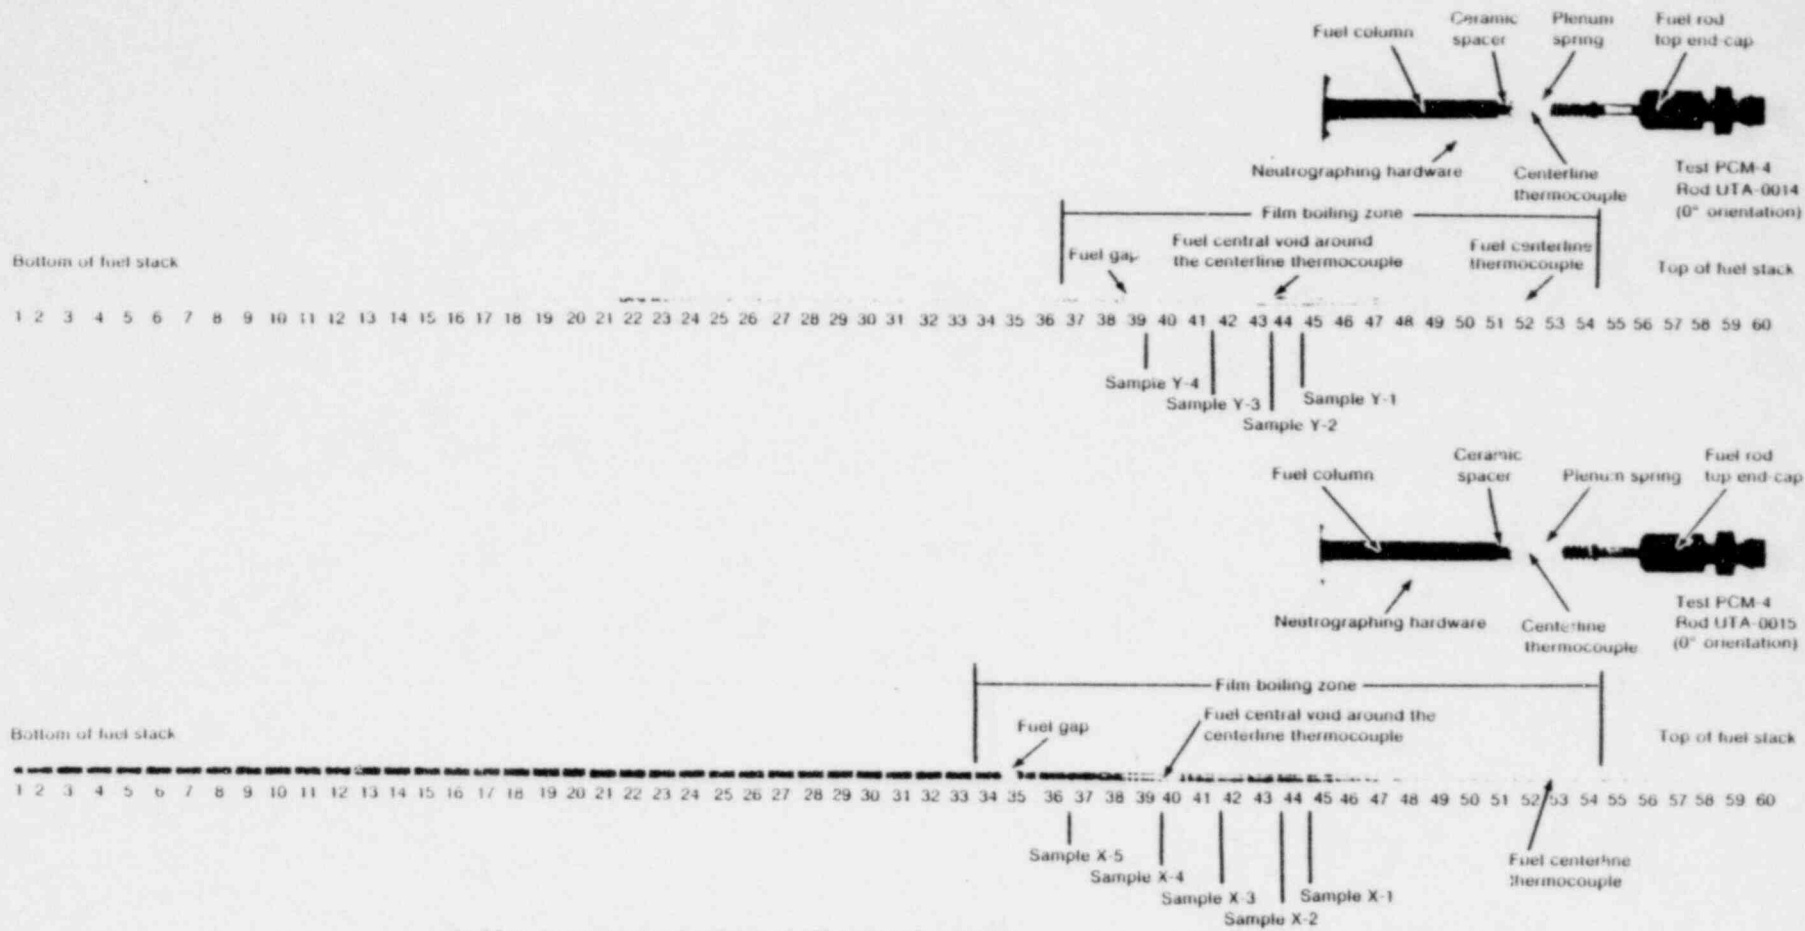 Fuel column
Ceramic
spacer
Plenum
spring
Fuel rod
top end-cap
Neutrographing hardware
Centerline
thermocouple
Test PCM-4
Rod UTA-0014
(0° orientation)
Film boiling zone
Bottom of fuel stack
Fuel gap
Fuel central void around
the centerline thermocouple
Fuel centerline
thermocouple
Top of fuel stack
1 2 3 4 5 6 7 8 9 10 11 12 13 14 15 16 17 18 19 20 21 22 23 24 25 26 27 28 29 30 31 32 33 34 35 36 37 38 39 40 41 42 43 44 45 46 47 48 49 50 51 52 53 54 55 56 57 58 59 60
Sample Y-4
Sample Y-3
Sample Y-1
Sample Y-2
Fuel column
Ceramic
spacer
Plenum spring
Fuel rod
top end-cap
Neutrographing hardware
Centerline
thermocouple
Test PCM-4
Rod UTA-0015
(0° orientation)
Film boiling zone
Bottom of fuel stack
Fuel gap
Fuel central void around the
centerline thermocouple
Top of fuel stack
1 2 3 4 5 6 7 8 9 10 11 12 13 14 15 16 17 18 19 20 21 22 23 24 25 26 27 28 29 30 31 32 33 34 35 36 37 38 39 40 41 42 43 44 45 46 47 48 49 50 51 52 53 54 55 56 57 58 59 60
Sample X-5
Sample X-4
Sample X-3
Sample X-1
Sample X-2
Fuel centerline
thermocouple